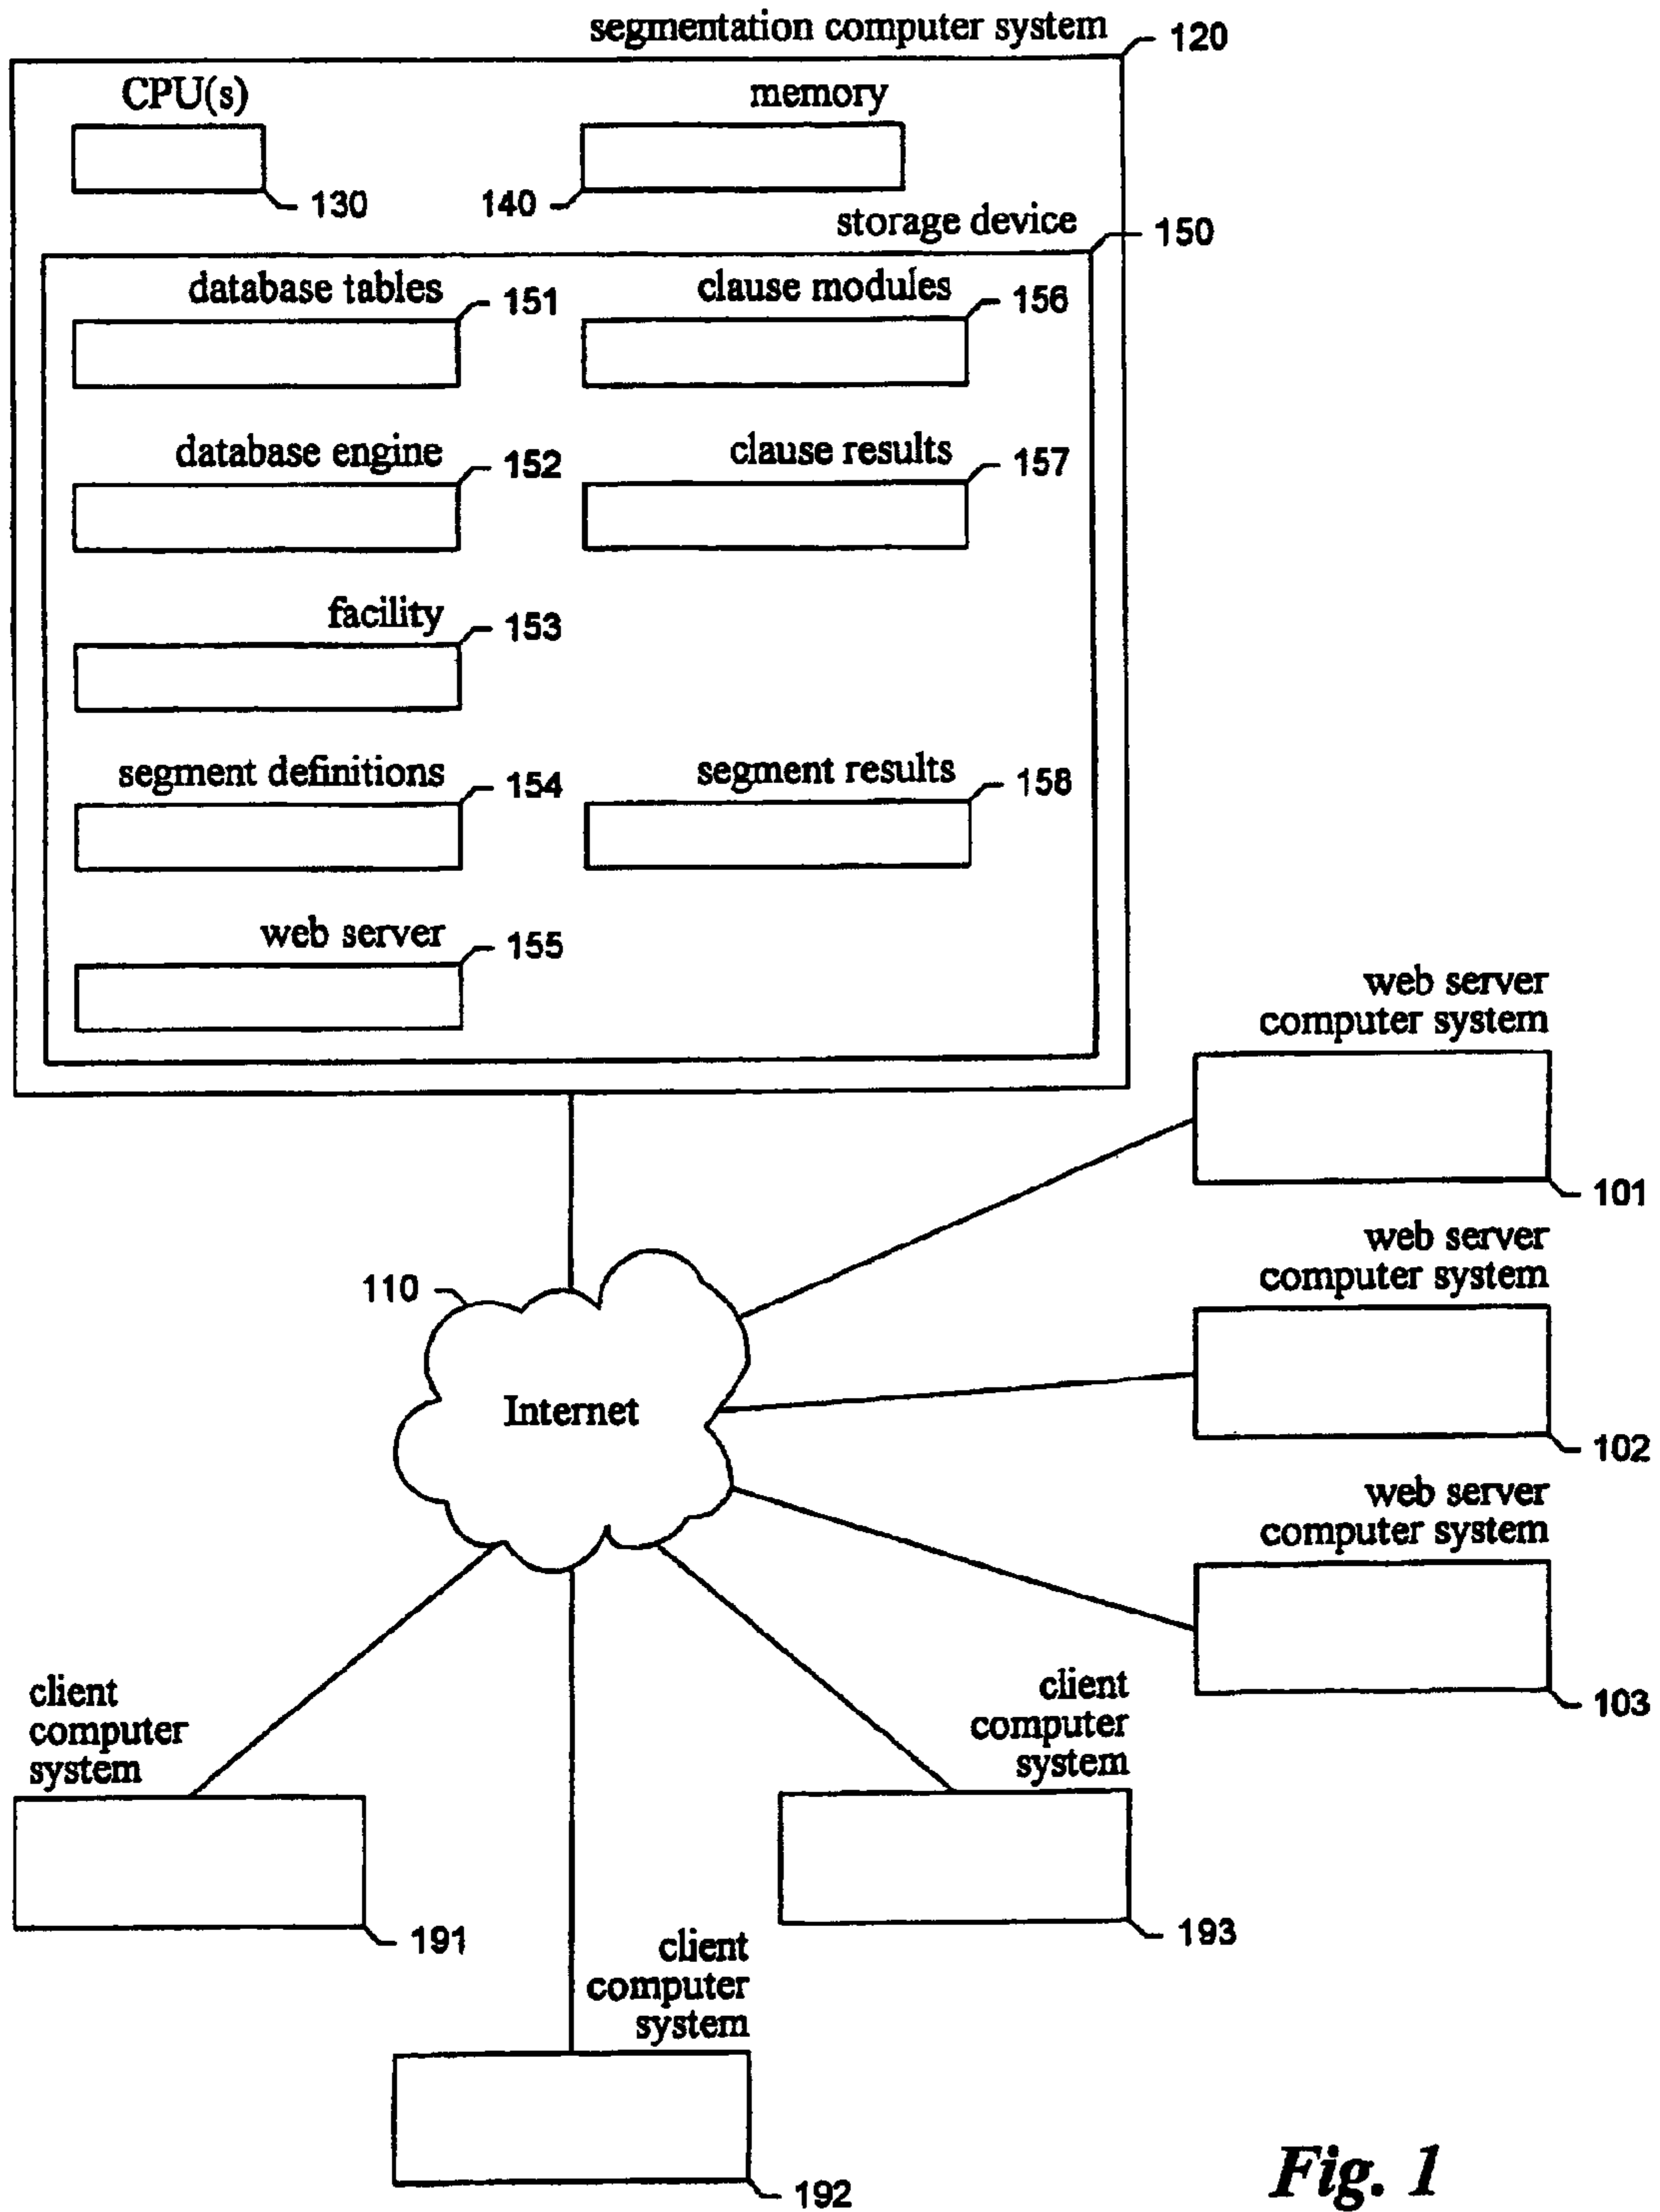 segmentation computer system
120
CPU(s)
memory
130
140
storage device
150
database tables
151
clause modules
156
database engine
152
clause results
157
facility
153
segment definitions
154
segment results
158
web server
155
web server
computer system
101
web server
computer system
102
web server
computer system
103
110
Internet
client
computer
system
191
client
computer
system
193
client
computer
system
192
Fig. 1